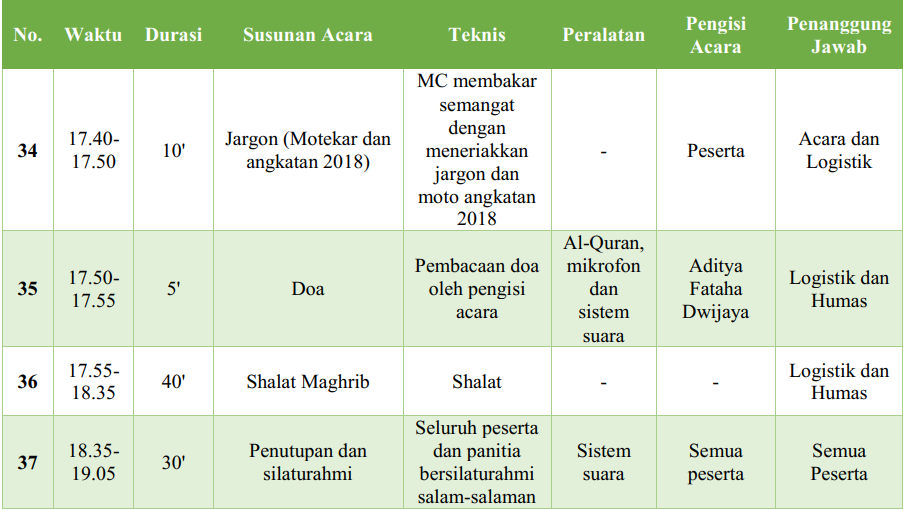 No. Waktu Durasi Susunan Acara Teknis Peralatan Pengisi Acara Penanggung Jawab
34 17.40-17.50 10' Jargon (Motekar dan angkatan 2018) MC membakar semangat dengan meneriakkan jargon dan moto angkatan 2018 - Peserta Acara dan Logistik
35 17.50-17.55 5' Doa Pembacaan doa oleh pengisi acara Al-Quran, mikrofon dan sistem suara Aditya Fataha Dwijaya Logistik dan Humas
36 17.55-18.35 40' Shalat Maghrib Shalat - - Logistik dan Humas
37 18.35-19.05 30' Penutupan dan silaturahmi Seluruh peserta dan panitia bersilaturahmi salam-salaman Sistem suara Semua peserta Semua Peserta